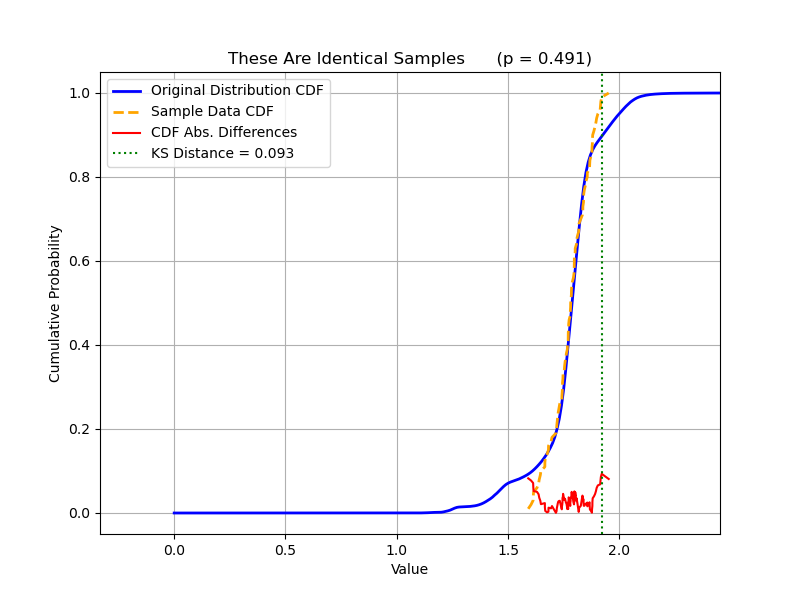 These Are Identical Samples      (p = 0.491)
Original Distribution CDF
Sample Data CDF
CDF Abs. Differences
KS Distance = 0.093
Cumulative Probability
1.0
0.8
0.6
0.4
0.2
0.0
0.0 0.5 1.0 1.5 2.0
Value